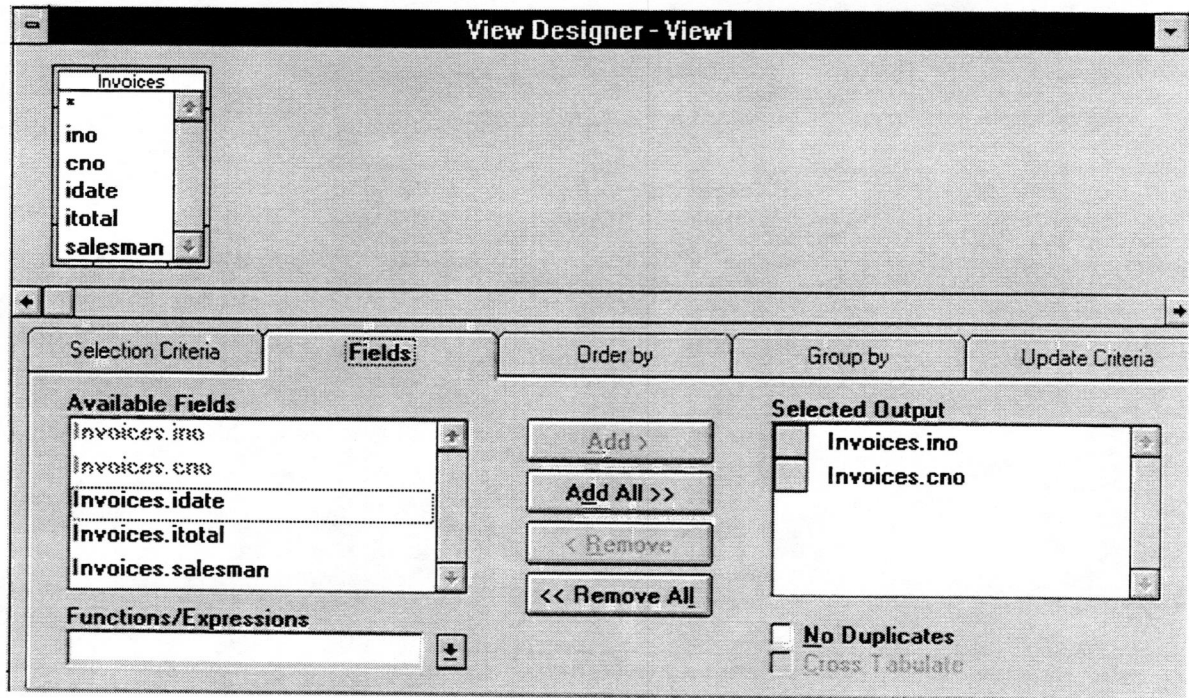 View Designer - View1
Invoices
*
ino
cno
idate
itotal
salesman
Selection Criteria
Fields
Order by
Group by
Update Criteria
Available Fields
Invoices.ino
Invoices.cno
Invoices.idate
Invoices.itotal
Invoices.salesman
Functions/Expressions
Add >
Add All >>
< Remove
<< Remove All
Selected Output
Invoices.ino
Invoices.cno
No Duplicates
Cross Tabulate